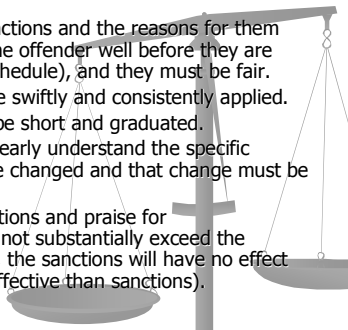 ctions and the reasons for them
e offender well before they are
hedule), and they must be fair.
e swiftly and consistently applied.
be short and graduated.
early understand the specific
e changed and that change must be
tions and praise for
not substantially exceed the
the sanctions will have no effect
ffective than sanctions).